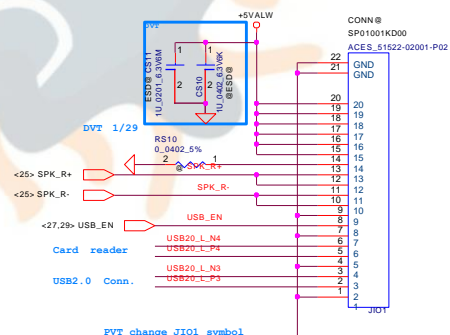 DVT
+5VALW
CONN@
SP01001KD00
ACES_51522-02001-P02
ESD@ CS11
1U_0201_6.3V6M
1
2
CS10
1U_0402_6.3V6K
@ESD@
1
2
22
21
GND
GND
DVT 1/29
RS10
0_0402_5%
2
1
@
<25> SPK_R+
SPK_R+
<25> SPK_R-
SPK_R-
<27,29> USB_EN
USB_EN
Card reader
USB20_L_N4
USB20_L_P4
USB2.0 Conn.
USB20_L_N3
USB20_L_P3
20
19
18
17
16
15
14
13
12
11
10
9
8
7
6
5
4
3
2
1
20
19
18
17
16
15
14
13
12
11
10
9
8
7
6
5
4
3
2
1
JIO1
PVT change JIO1 symbol